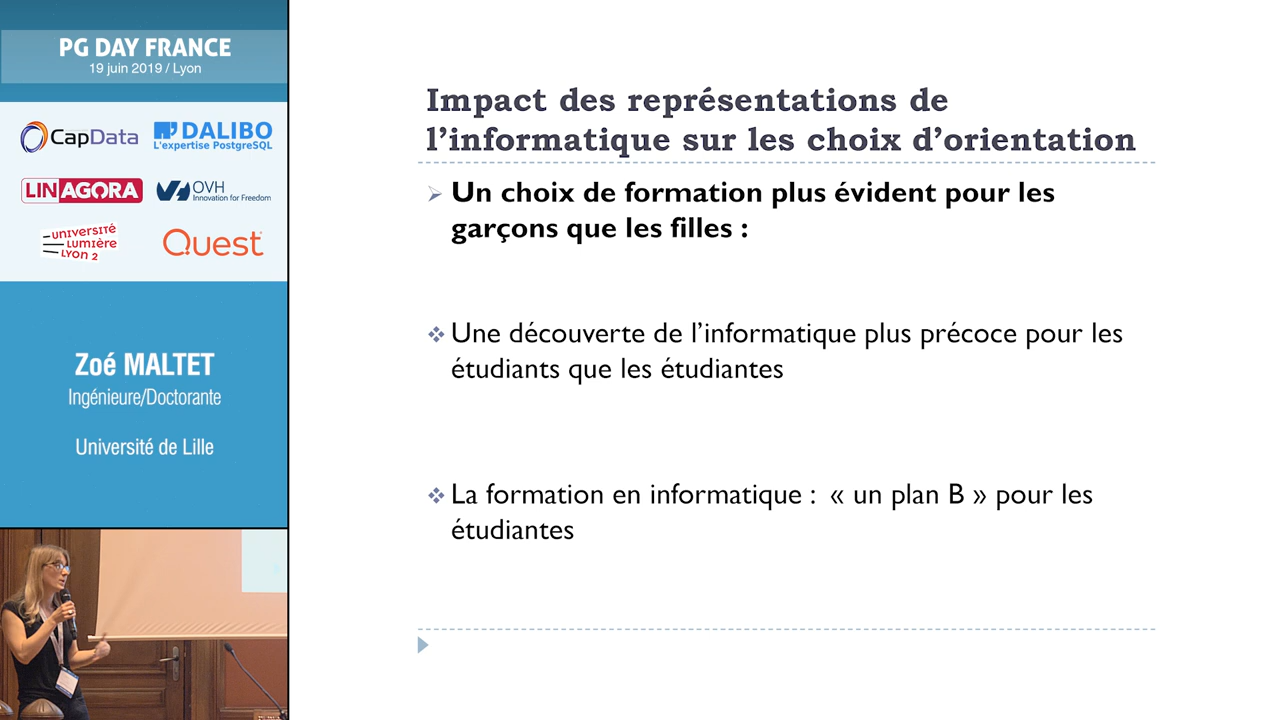 PG DAY FRANCE
19 juin 2019 / Lyon
CapData
DALIBO
L'expertise PostgreSQL
LINAGORA
OVH
Innovation for Freedom
UNIVERSITÉ
LUMIÈRE
LYON 2
Quest
Zoé MALTET
Ingénieure/Doctorante
Université de Lille
Impact des représentations de
l'informatique sur les choix d'orientation
Un choix de formation plus évident pour les
garçons que les filles :
Une découverte de l'informatique plus précoce pour les
étudiants que les étudiantes
La formation en informatique : « un plan B » pour les
étudiantes